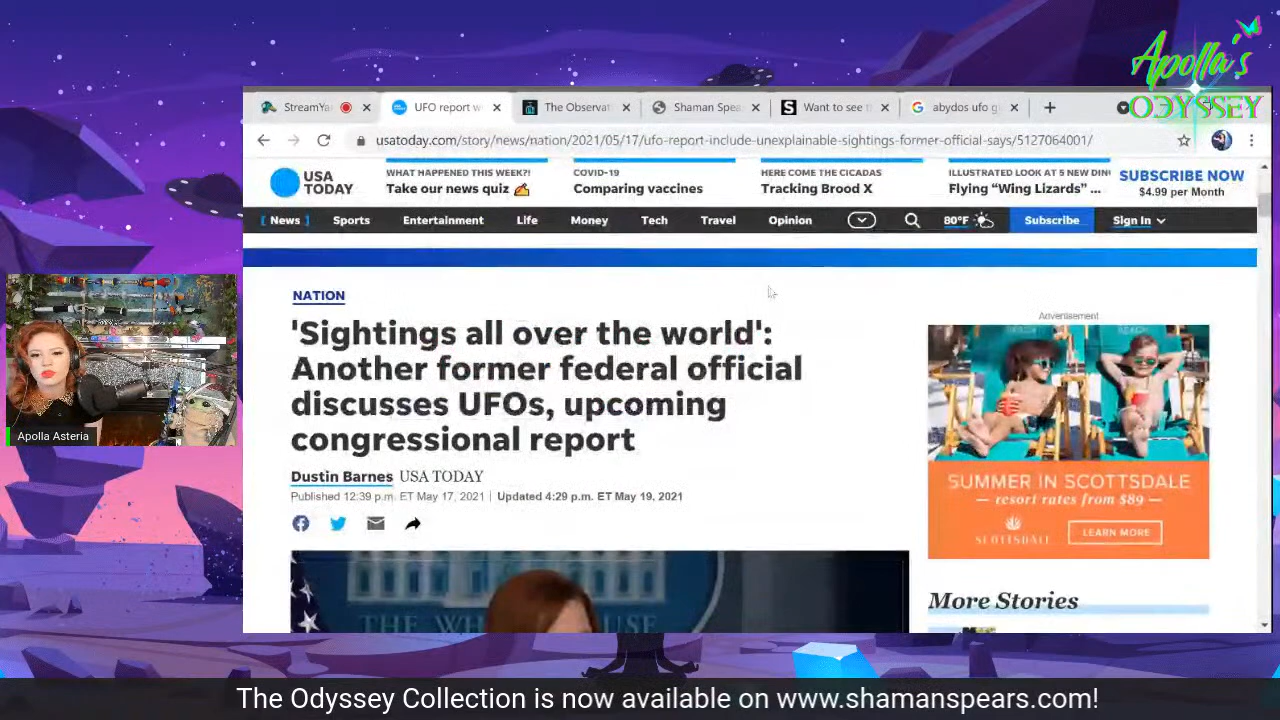 Apolla's
ODYSSEY
StreamYa
UFO report w
The Observat
Shaman Spea
Want to see t
abydos ufo g
usatoday.com/story/news/nation/2021/05/17/ufo-report-include-unexplainable-sightings-former-official-says/5127064001/
USA
TODAY
WHAT HAPPENED THIS WEEK?!
Take our news quiz
COVID-19
Comparing vaccines
HERE COME THE CICADAS
Tracking Brood X
ILLUSTRATED LOOK AT 5 NEW DIN
Flying “Wing Lizards” ...
SUBSCRIBE NOW
$4.99 per Month
[ News ] Sports Entertainment Life Money Tech Travel Opinion 80°F Subscribe Sign In
NATION
'Sightings all over the world':
Another former federal official
discusses UFOs, upcoming
congressional report
Dustin Barnes USA TODAY
Published 12:39 p.m. ET May 17, 2021 | Updated 4:29 p.m. ET May 19, 2021
THE WHITE HOUSE
Advertisement
SUMMER IN SCOTTSDALE
— resort rates from $89 —
SCOTTSDALE
LEARN MORE
More Stories
Apolla Asteria
The Odyssey Collection is now available on www.shamanspears.com!